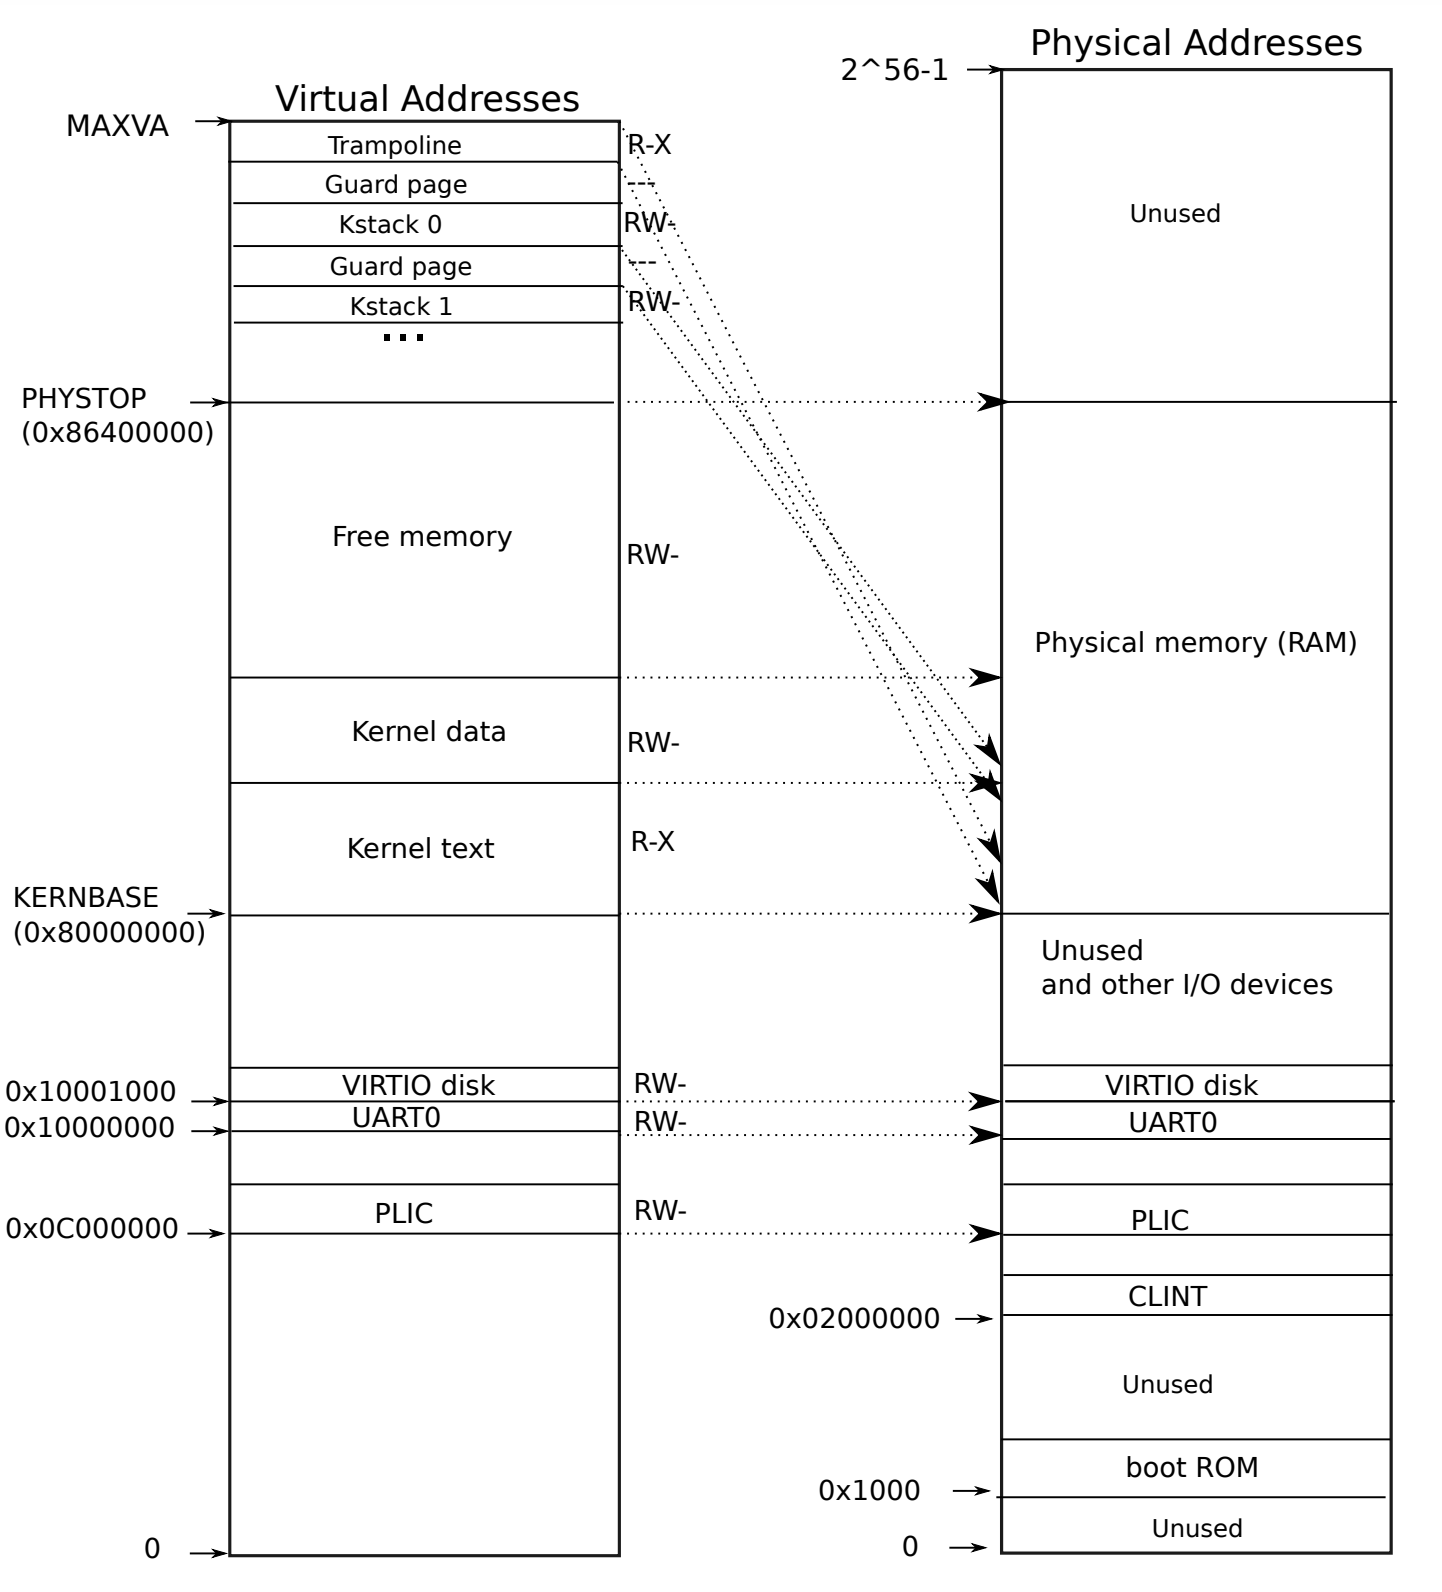 Physical Addresses
2^56-1
Virtual Addresses
MAXVA
Trampoline
R-X
Guard page
---
Unused
Kstack 0
RW-
Guard page
---
Kstack 1
RW-
...
PHYSTOP
(0x86400000)
Free memory
RW-
Physical memory (RAM)
Kernel data
RW-
Kernel text
R-X
KERNBASE
(0x80000000)
Unused
and other I/O devices
0x10001000
VIRTIO disk
RW-
VIRTIO disk
0x10000000
UART0
RW-
UART0
0x0C000000
PLIC
RW-
PLIC
CLINT
0x02000000
Unused
boot ROM
0x1000
Unused
0
0